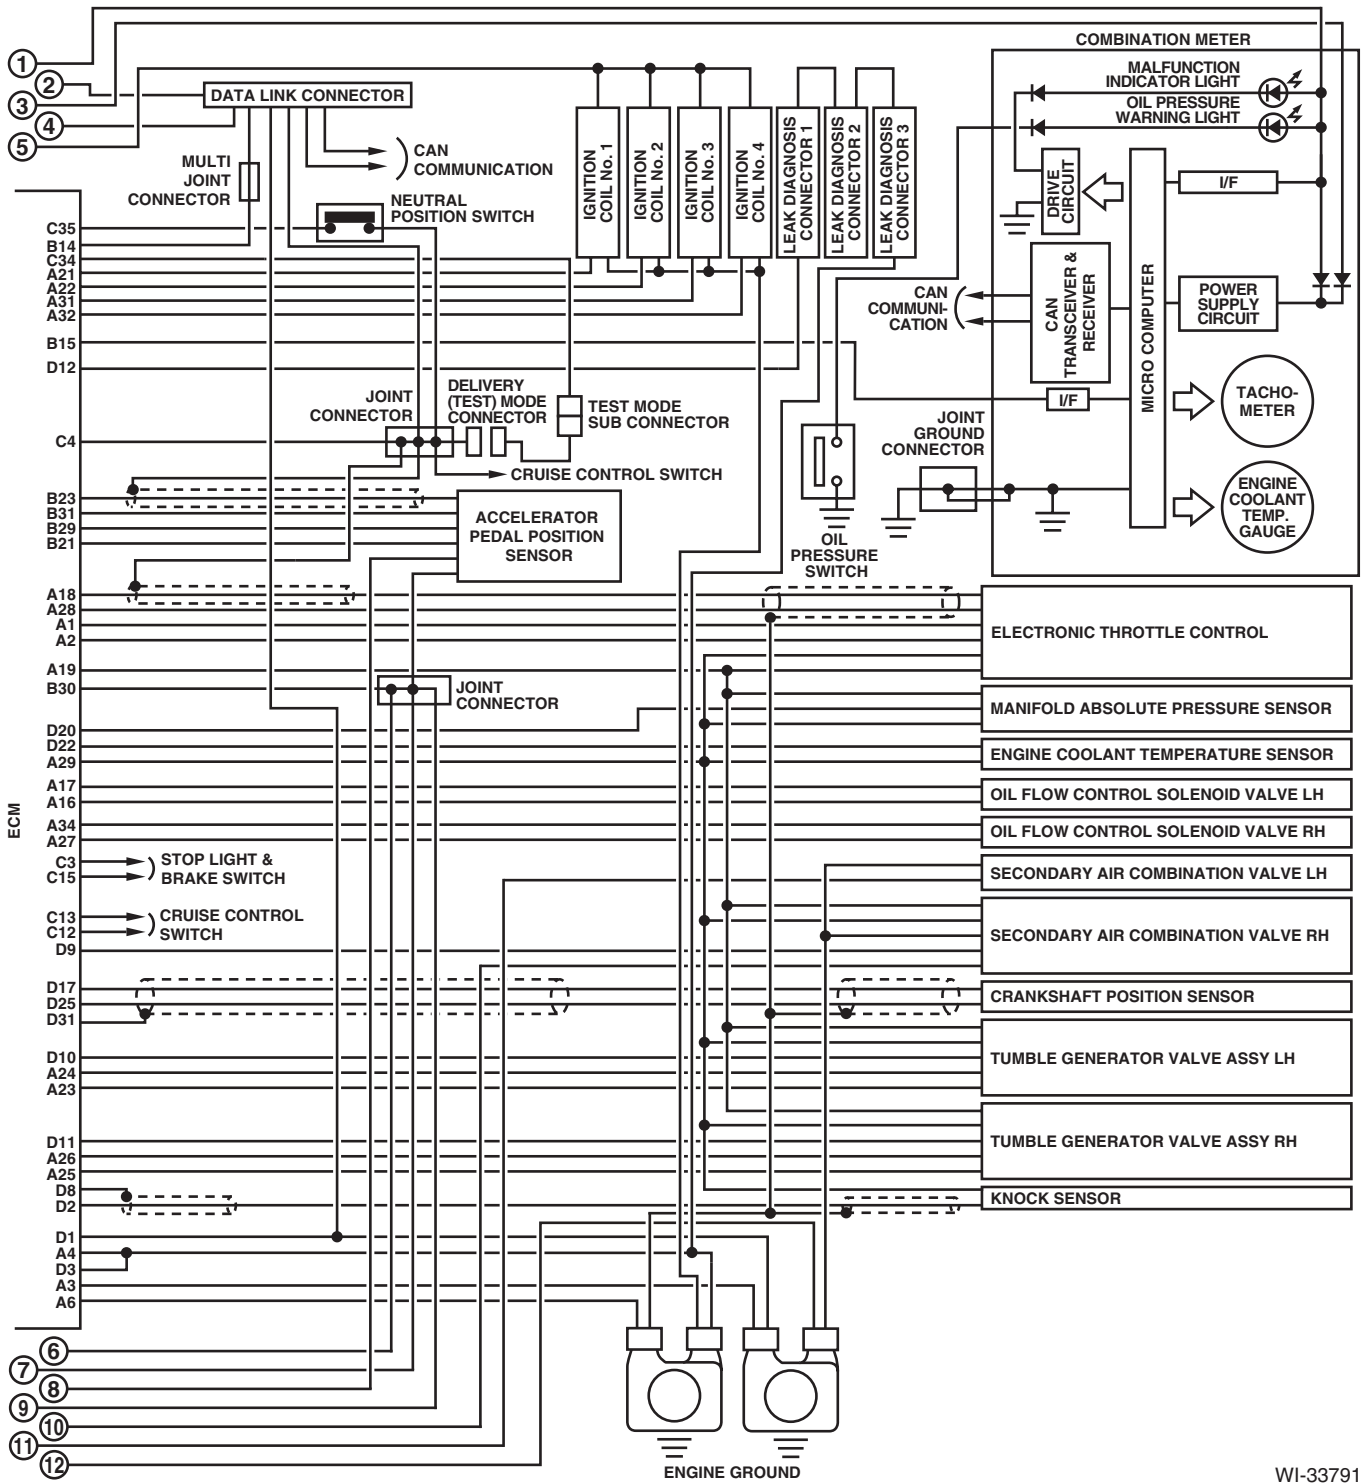 COMBINATION METER
1
2
3
4
5
DATA LINK CONNECTOR
MALFUNCTION
INDICATOR LIGHT
OIL PRESSURE
WARNING LIGHT
CAN
COMMUNICATION
MULTI
JOINT
CONNECTOR
NEUTRAL
POSITION SWITCH
IGNITION
COIL No. 1
IGNITION
COIL No. 2
IGNITION
COIL No. 3
IGNITION
COIL No. 4
LEAK DIAGNOSIS
CONNECTOR 1
LEAK DIAGNOSIS
CONNECTOR 2
LEAK DIAGNOSIS
CONNECTOR 3
DRIVE
CIRCUIT
I/F
CAN
COMMUNI-
CATION
CAN
TRANSCEIVER &
RECEIVER
MICRO COMPUTER
POWER
SUPPLY
CIRCUIT
I/F
TACHO-
METER
ENGINE
COOLANT
TEMP.
GAUGE
C35
B14
C34
A21
A22
A31
A32
B15
D12
C4
JOINT
CONNECTOR
DELIVERY
(TEST) MODE
CONNECTOR
TEST MODE
SUB CONNECTOR
CRUISE CONTROL SWITCH
JOINT
GROUND
CONNECTOR
OIL
PRESSURE
SWITCH
B23
B31
B29
B21
ACCELERATOR
PEDAL POSITION
SENSOR
A18
A28
A1
A2
A19
B30
ELECTRONIC THROTTLE CONTROL
JOINT
CONNECTOR
MANIFOLD ABSOLUTE PRESSURE SENSOR
D20
D22
A29
ENGINE COOLANT TEMPERATURE SENSOR
A17
A16
OIL FLOW CONTROL SOLENOID VALVE LH
ECM
A34
A27
OIL FLOW CONTROL SOLENOID VALVE RH
C3
C15
STOP LIGHT &
BRAKE SWITCH
SECONDARY AIR COMBINATION VALVE LH
C13
C12
CRUISE CONTROL
SWITCH
D9
SECONDARY AIR COMBINATION VALVE RH
D17
D25
D31
CRANKSHAFT POSITION SENSOR
D10
A24
A23
TUMBLE GENERATOR VALVE ASSY LH
D11
A26
A25
TUMBLE GENERATOR VALVE ASSY RH
D8
D2
KNOCK SENSOR
D1
A4
D3
A3
A6
6
7
8
9
10
11
12
ENGINE GROUND
WI-33791